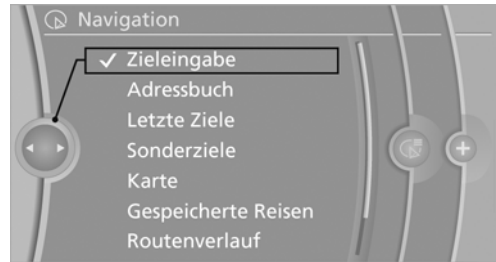 Navigation
Zieleingabe
Adressbuch
Letzte Ziele
Sonderziele
Karte
Gespeicherte Reisen
Routenverlauf